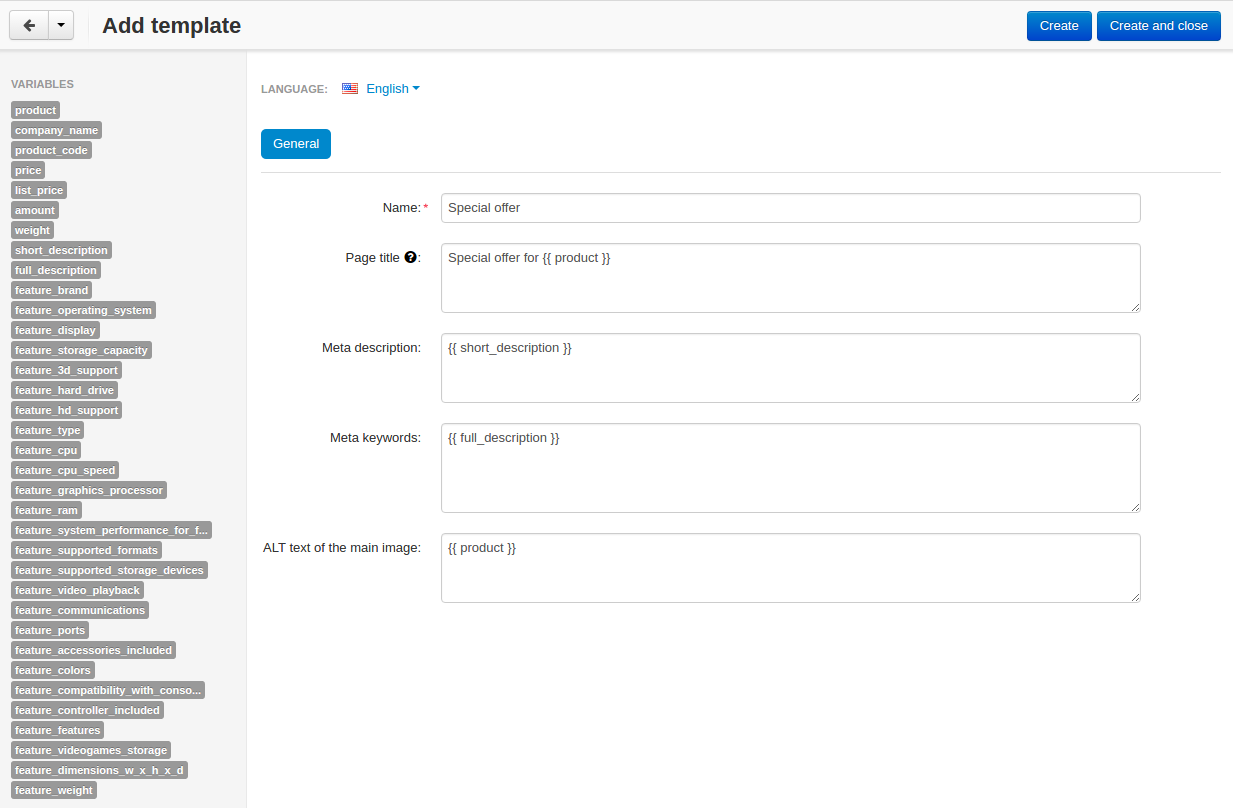 Add template
Create
Create and close
VARIABLES
product
company_name
product_code
price
list_price
amount
weight
short_description
full_description
feature_brand
feature_operating_system
feature_display
feature_storage_capacity
feature_3d_support
feature_hard_drive
feature_hd_support
feature_type
feature_cpu
feature_cpu_speed
feature_graphics_processor
feature_ram
feature_system_performance_for_f...
feature_supported_formats
feature_supported_storage_devices
feature_video_playback
feature_communications
feature_ports
feature_accessories_included
feature_colors
feature_compatibility_with_conso...
feature_controller_included
feature_features
feature_videogames_storage
feature_dimensions_w_x_h_x_d
feature_weight
LANGUAGE: English
General
Name:* Special offer
Page title ?: Special offer for {{ product }}
Meta description: {{ short_description }}
Meta keywords: {{ full_description }}
ALT text of the main image: {{ product }}